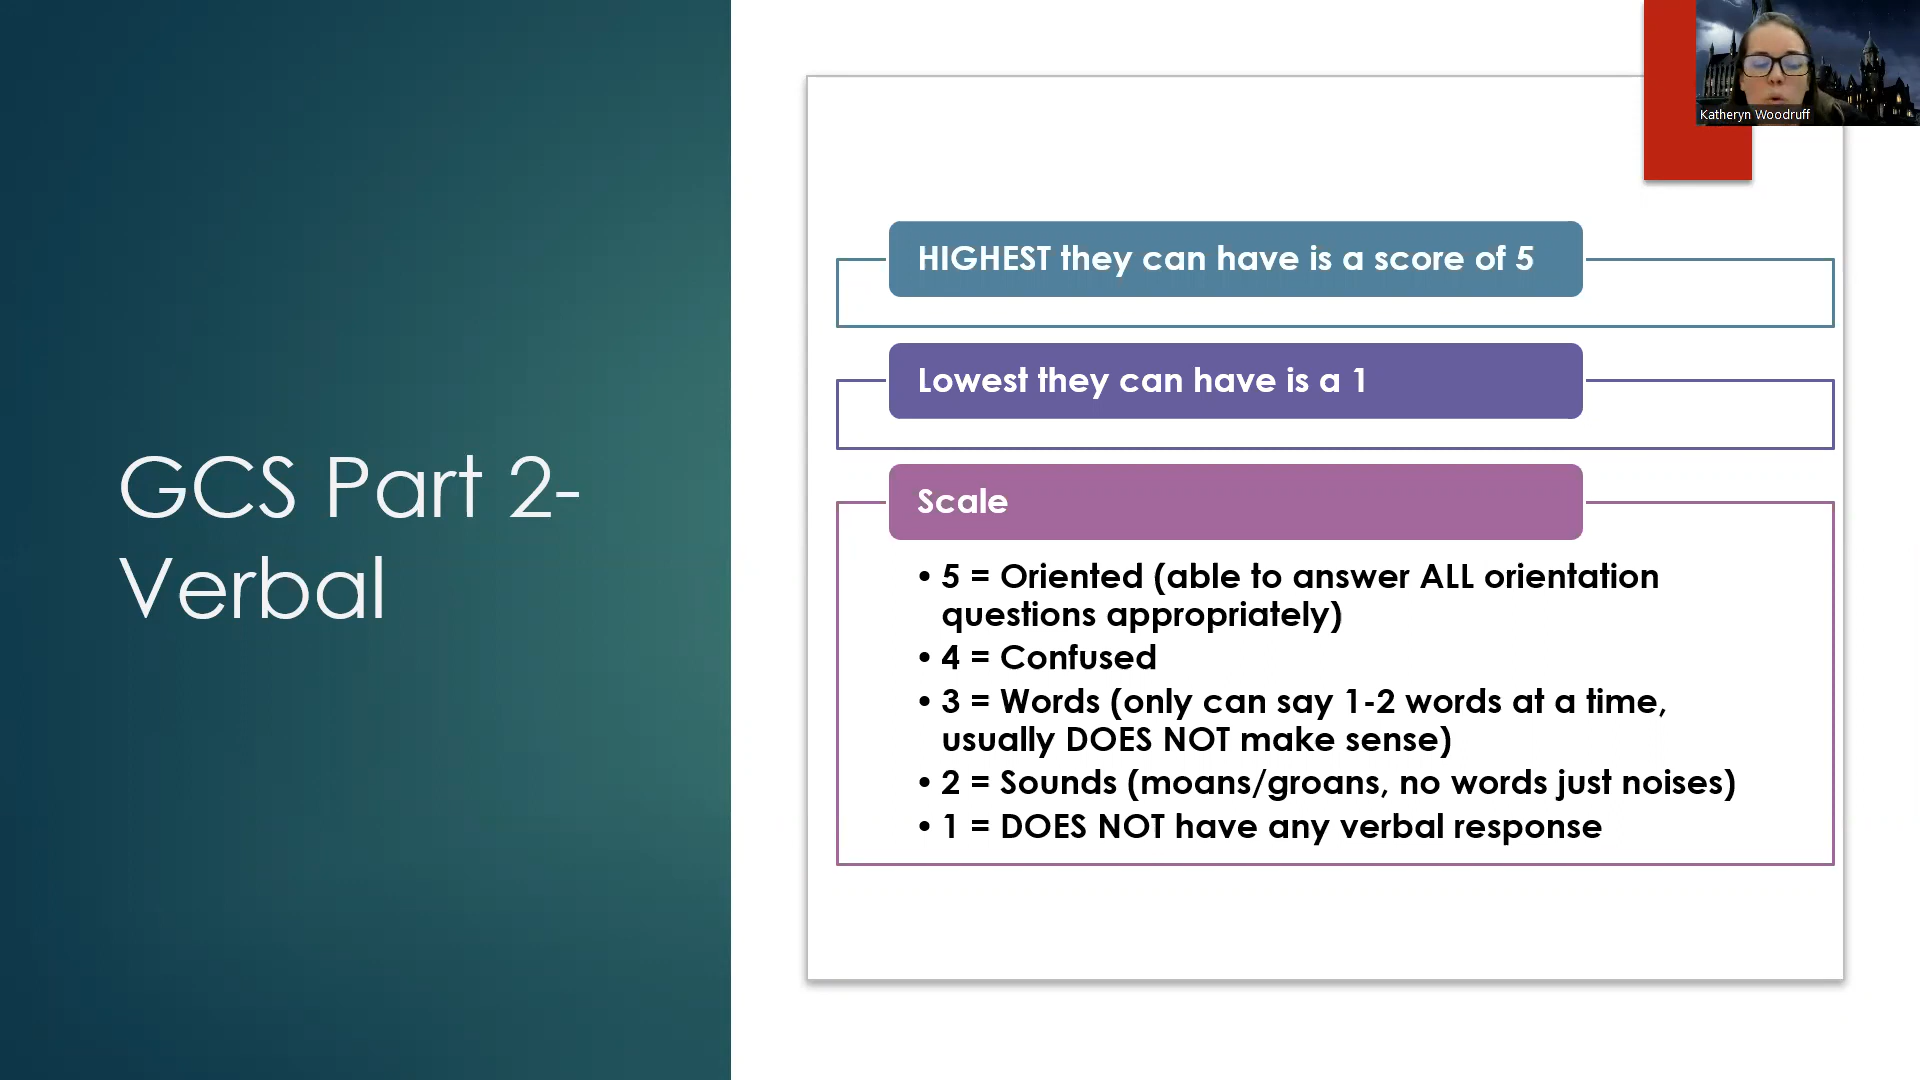 GCS Part 2-
Verbal
HIGHEST they can have is a score of 5
Lowest they can have is a 1
Scale
• 5 = Oriented (able to answer ALL orientation
questions appropriately)
• 4 = Confused
• 3 = Words (only can say 1-2 words at a time,
usually DOES NOT make sense)
• 2 = Sounds (moans/groans, no words just noises)
• 1 = DOES NOT have any verbal response
Katheryn Woodruff